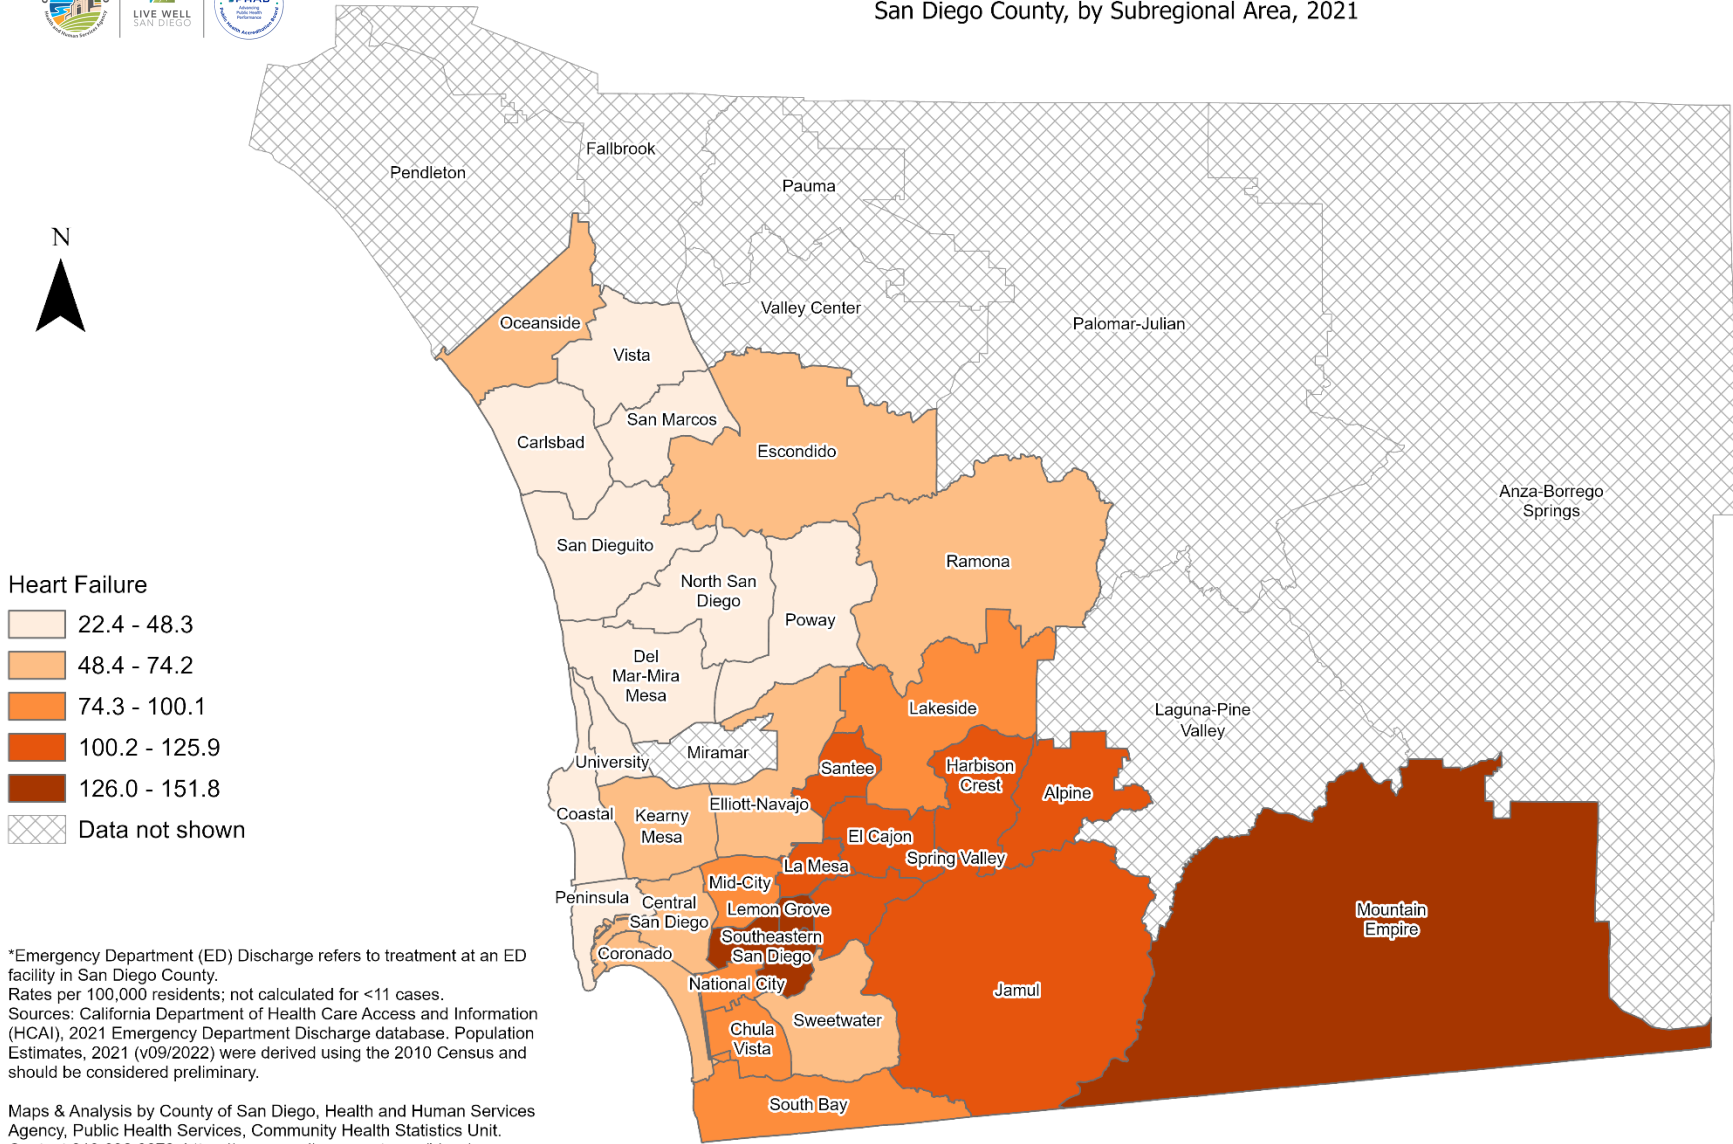 LIVE WELL
SAN DIEGO
San Diego County, by Subregional Area, 2021
Fallbrook
Pendleton
Pauma
N
Oceanside
Valley Center
Palomar-Julian
Vista
San Marcos
Carlsbad
Escondido
Anza-Borrego
Springs
San Dieguito
Ramona
North San
Diego
Poway
Del
Mar-Mira
Mesa
Heart Failure
22.4 - 48.3
48.4 - 74.2
74.3 - 100.1
100.2 - 125.9
126.0 - 151.8
Data not shown
Lakeside
Laguna-Pine
Valley
Miramar
University
Santee
Harbison
Crest
Alpine
Coastal
Kearny
Mesa
Elliott-Navajo
El Cajon
Spring Valley
La Mesa
Mid-City
Peninsula
Central
San Diego
Lemon Grove
Mountain
Empire
Southeastern
San Diego
Coronado
National City
Jamul
Sweetwater
Chula
Vista
South Bay
*Emergency Department (ED) Discharge refers to treatment at an ED
facility in San Diego County.
Rates per 100,000 residents; not calculated for <11 cases.
Sources: California Department of Health Care Access and Information
(HCAI), 2021 Emergency Department Discharge database. Population
Estimates, 2021 (v09/2022) were derived using the 2010 Census and
should be considered preliminary.
Maps & Analysis by County of San Diego, Health and Human Services
Agency, Public Health Services, Community Health Statistics Unit.